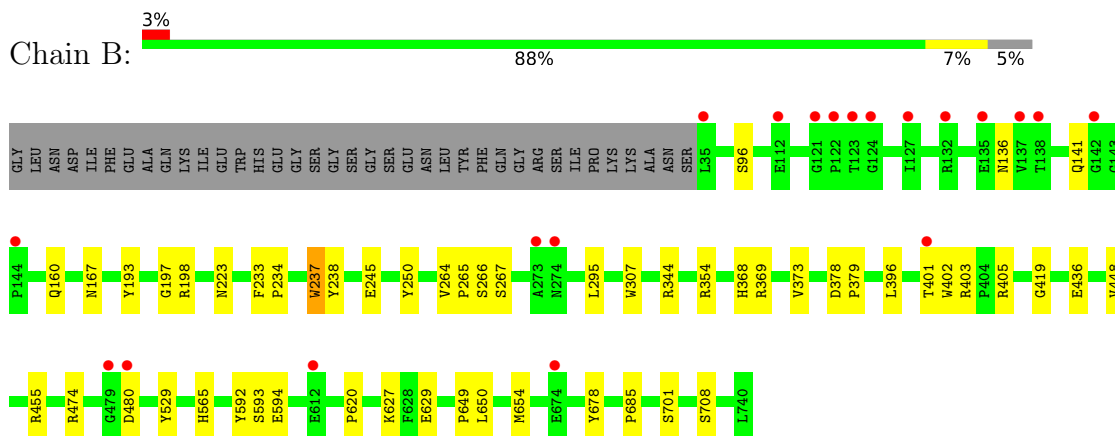 3%
Chain B:
88% 7% 5%
GLY LEU ASN ASP ILE PHE GLU ALA GLN LYS ILE GLU TRP HIS GLU GLY SER GLY SER GLY SER GLU ASN LEU TYR PHE GLN GLY ARG SER ILE PRO LYS LYS ALA ASN SER L35 S96 E112 G121 P122 T123 G124 I127 R132 E135 N136 V137 T138 Q141 G142 G143
P144 Q160 N167 Y193 G197 R198 N223 F233 P234 W237 Y238 E245 Y250 V264 P265 S266 S267 A273 N274 L295 W307 R344 R354 H368 R369 V373 D378 P379 L396 T401 W402 R403 P404 R405 G419 E436
R455 R474 G479 D480 Y529 H565 Y592 S593 E594 E612 P620 K627 F628 E629 P649 L650 M654 E674 Y678 P685 S701 S708 L740